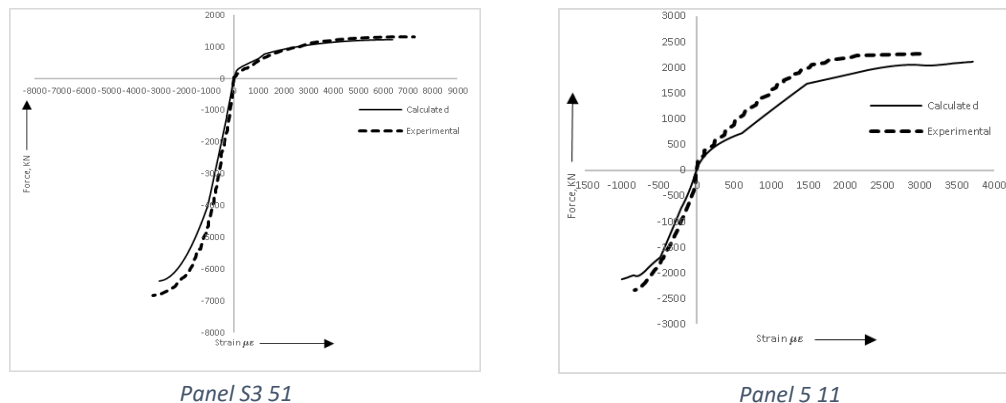 2000
1000
0
-8000 -7000 -6000 -5000 -4000 -3000 -2000 -1000 0 1000 2000 3000 4000 5000 6000 7000 8000 9000
-1000
-2000
-3000
-4000
-5000
-6000
-7000
-8000
Force, KN
Calculated
Experimental
Strain με
Panel S3 51
3000
2500
2000
1500
1000
500
0
-1500 -1000 -500 0 500 1000 1500 2000 2500 3000 3500 4000
-500
-1000
-1500
-2000
-2500
-3000
Force, KN
Calculated
Experimental
Strain με
Panel 5 11